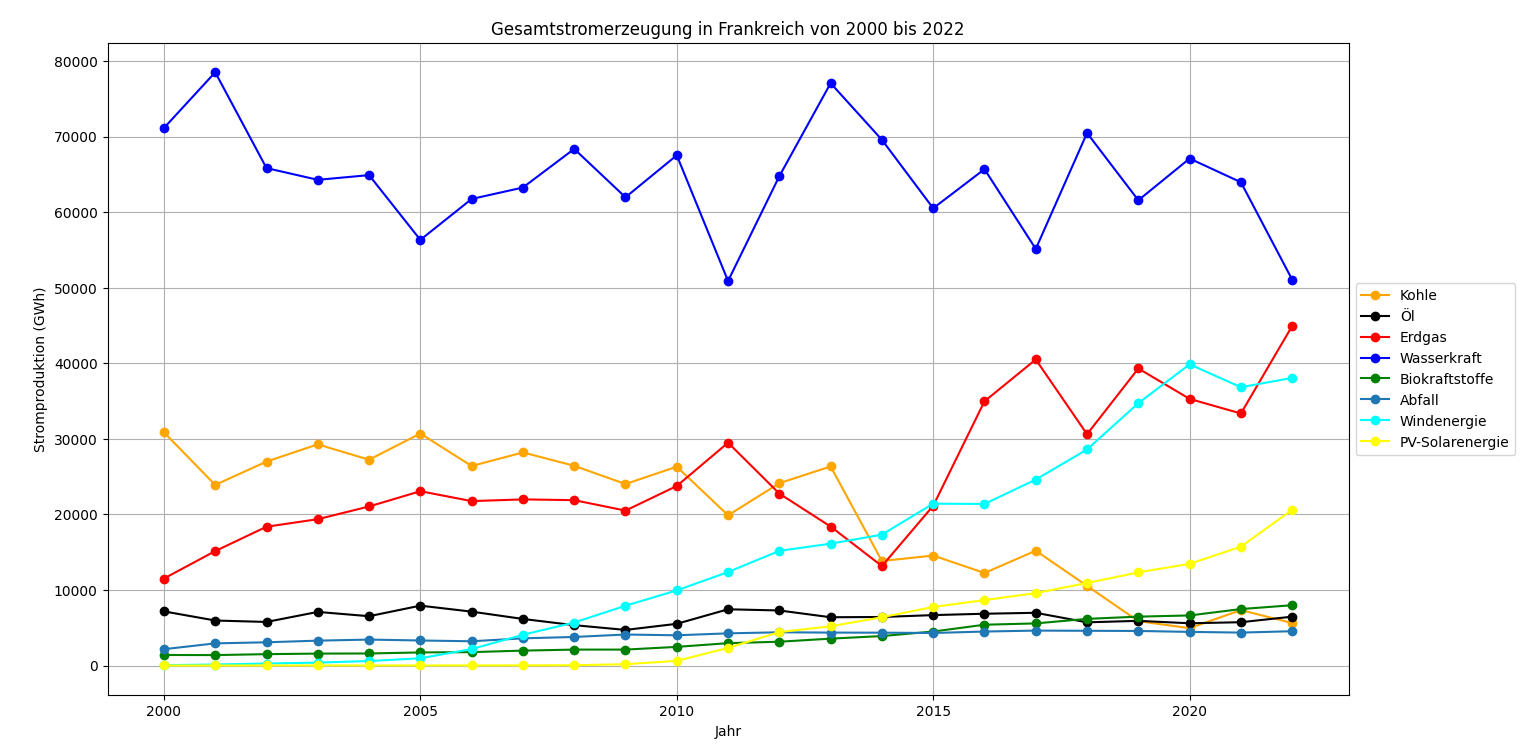 Gesamtstromerzeugung in Frankreich von 2000 bis 2022
Stromproduktion (GWh)
80000
70000
60000
50000
40000
30000
20000
10000
0
2000 2005 2010 2015 2020
Jahr
Kohle
Öl
Erdgas
Wasserkraft
Biokraftstoffe
Abfall
Windenergie
PV-Solarenergie